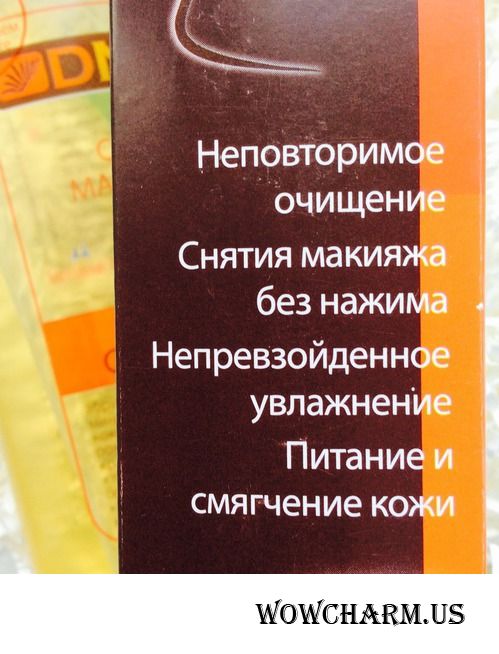 Неповторимое
очищение
Снятия макияжа
без нажима
Непревзойденное
увлажнение
Питание и
смягчение кожи
WOWCHARM.US